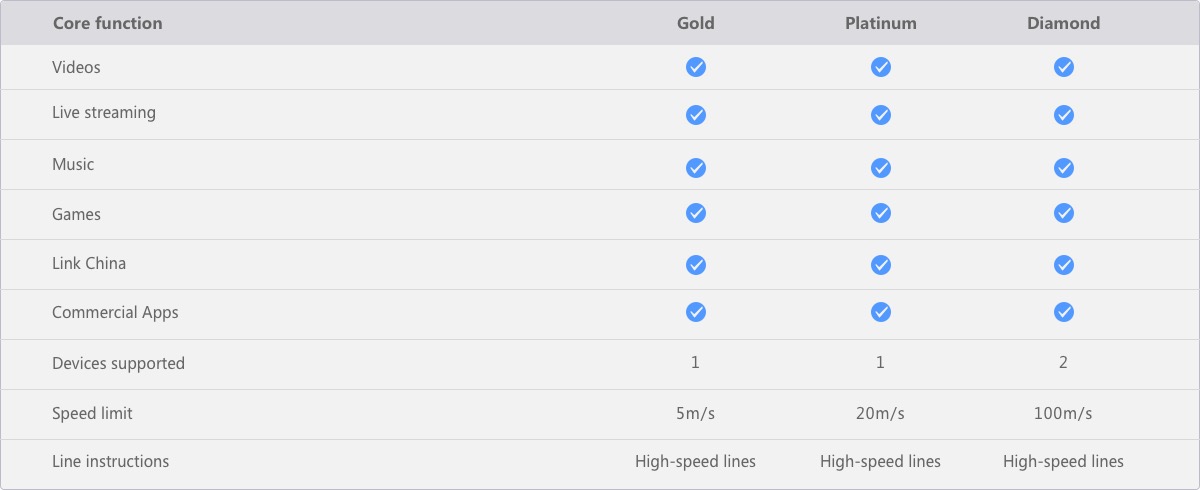 Core function Gold Platinum Diamond
Videos
Live streaming
Music
Games
Link China
Commercial Apps
Devices supported 1 1 2
Speed limit 5m/s 20m/s 100m/s
Line instructions High-speed lines High-speed lines High-speed lines